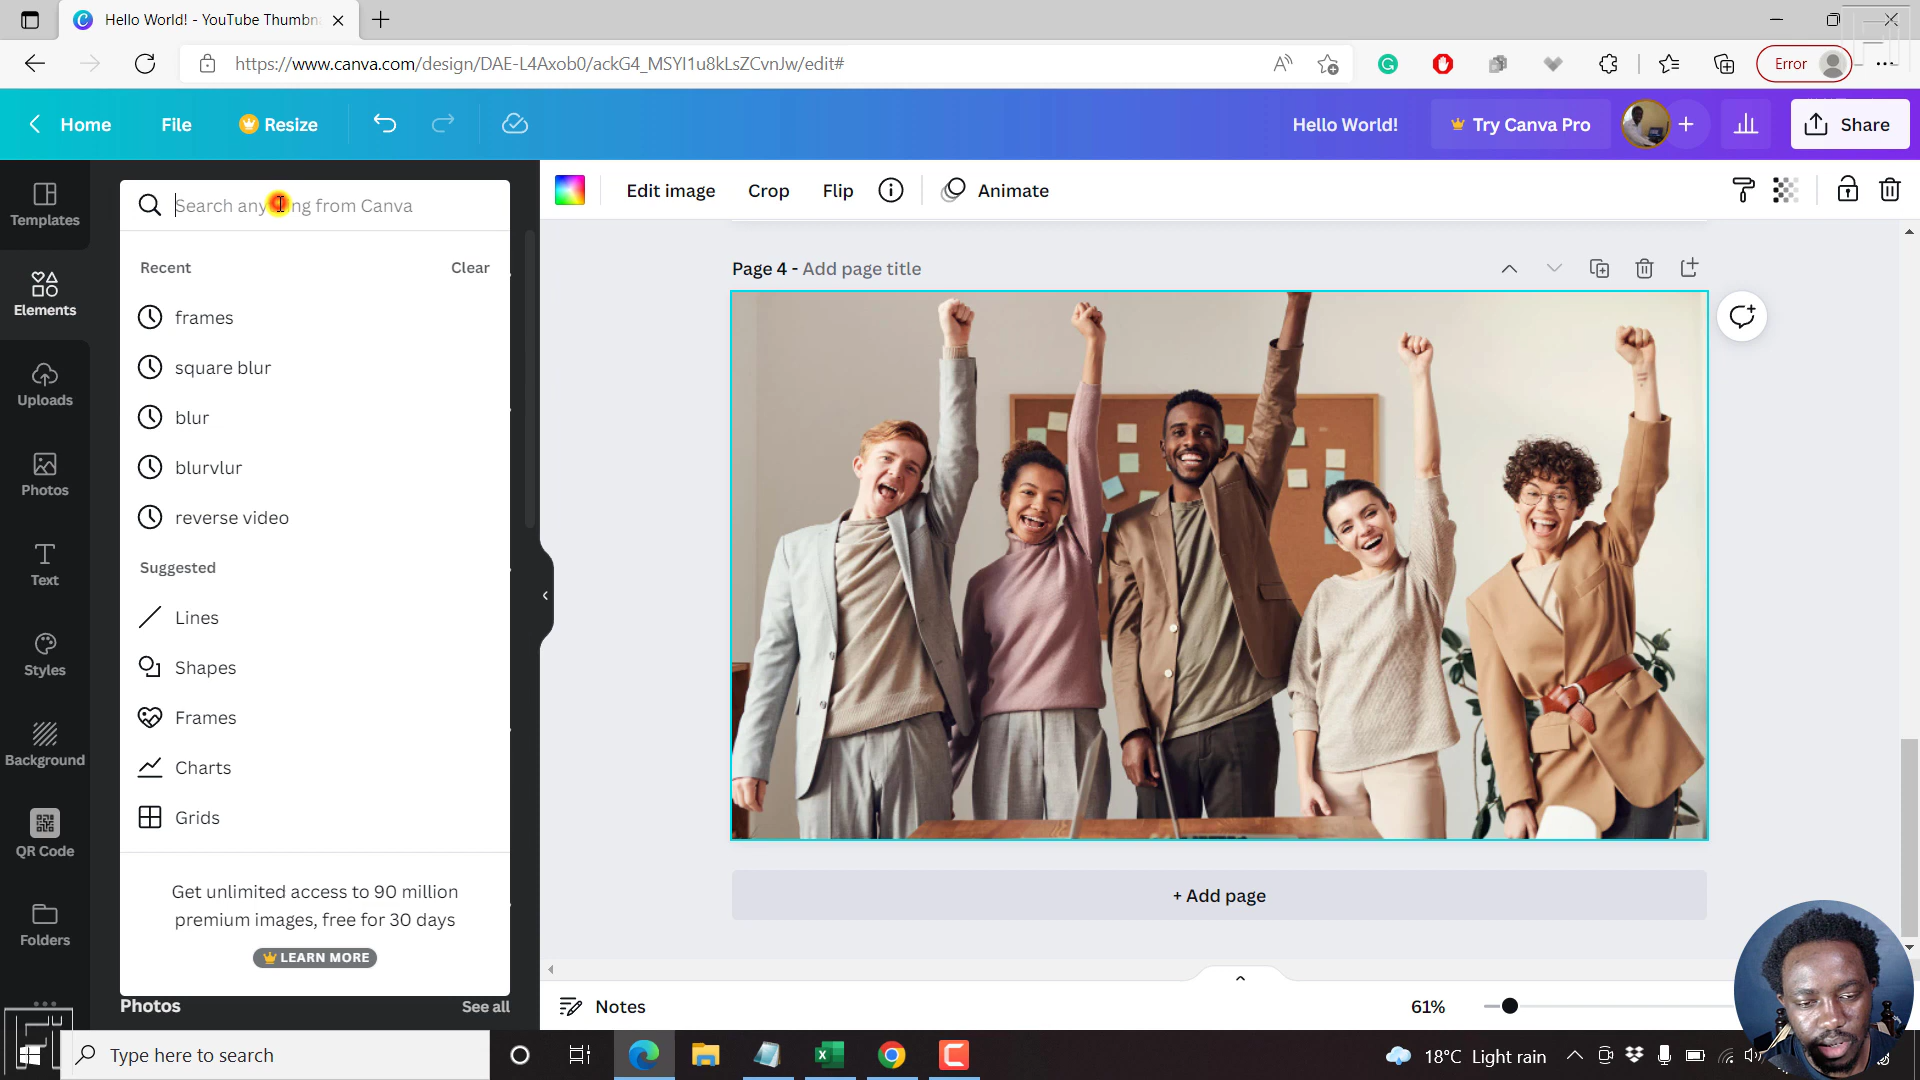 Hello World! - YouTube Thumbn
https://www.canva.com/design/DAE-L4Axob0/ackG4_MSYI1u8kLsZCvnJw/edit#
Error
Home
File
Resize
Hello World!
Try Canva Pro
Share
Templates
Elements
Uploads
Photos
Text
Styles
Background
QR Code
Folders
Search anything from Canva
Recent
Clear
frames
square blur
blur
blurvlur
reverse video
Suggested
Lines
Shapes
Frames
Charts
Grids
Get unlimited access to 90 million
premium images, free for 30 days
LEARN MORE
Photos
See all
Edit image
Crop
Flip
Animate
Page 4 - Add page title
+ Add page
Notes
61%
Type here to search
18°C Light rain